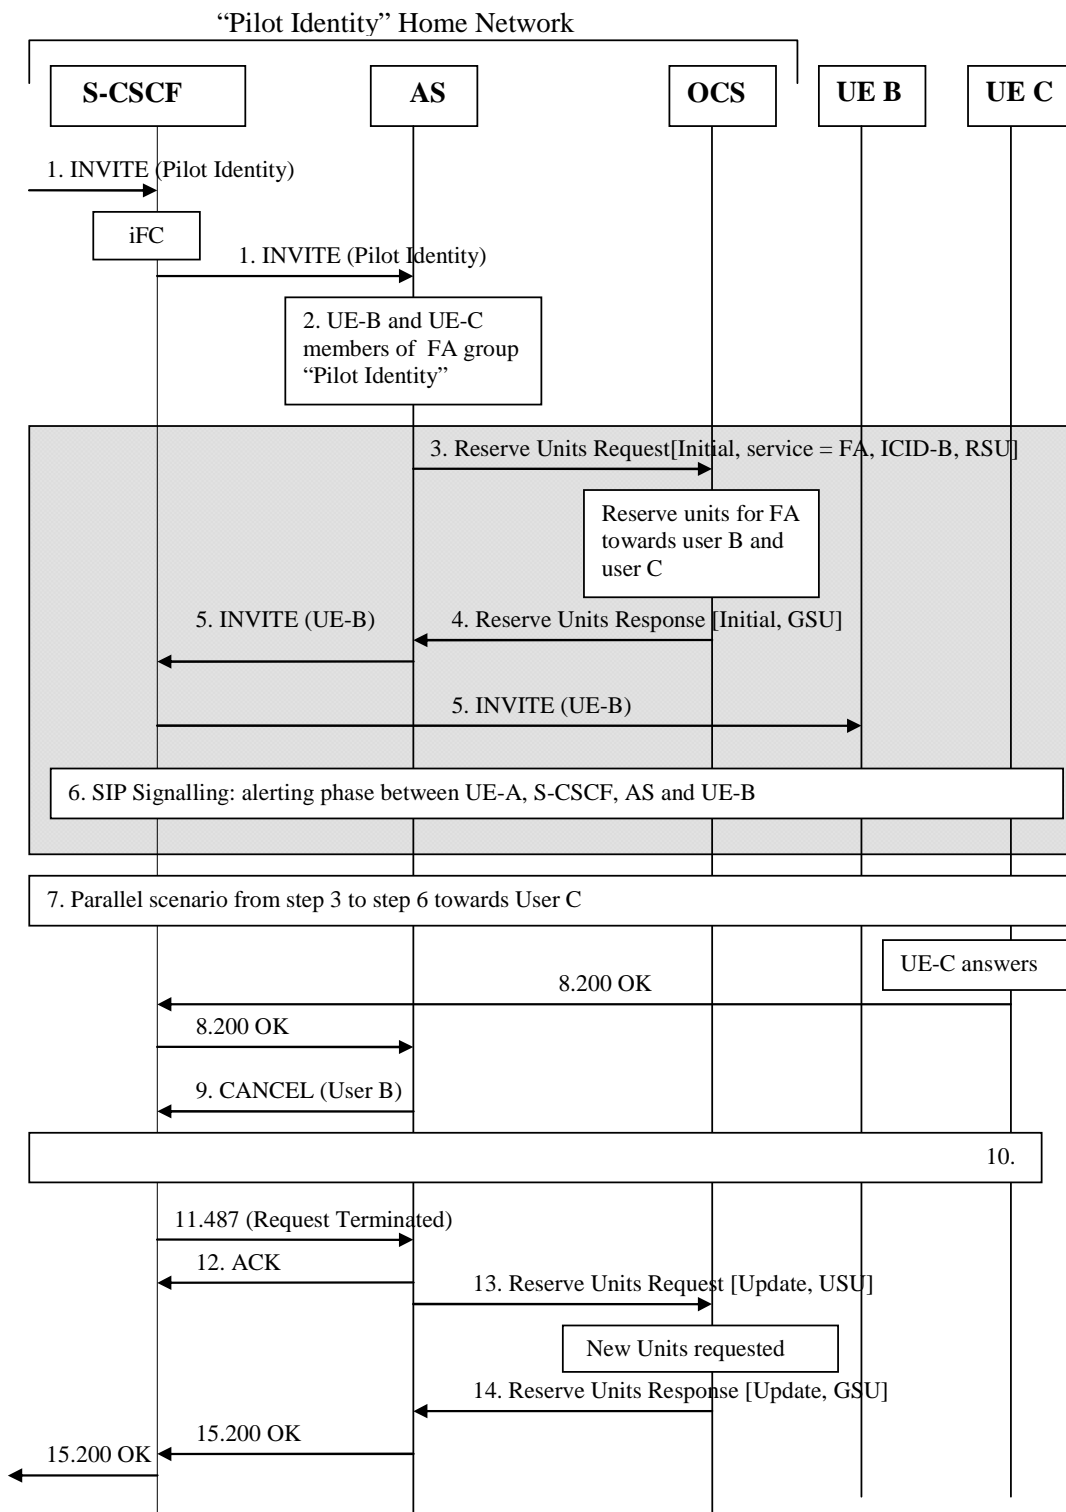 “Pilot Identity” Home Network
S-CSCF
AS
OCS
UE B
UE C
1. INVITE (Pilot Identity)
iFC
1. INVITE (Pilot Identity)
2. UE-B and UE-C
members of  FA group
“Pilot Identity”
3. Reserve Units Request[Initial, service = FA, ICID-B, RSU]
Reserve units for FA
towards user B and
user C
5. INVITE (UE-B)
4. Reserve Units Response [Initial, GSU]
5. INVITE (UE-B)
6. SIP Signalling: alerting phase between UE-A, S-CSCF, AS and UE-B
7. Parallel scenario from step 3 to step 6 towards User C
UE-C answers
8.200 OK
8.200 OK
9. CANCEL (User B)
10.
11.487 (Request Terminated)
12. ACK
13. Reserve Units Request [Update, USU]
New Units requested
14. Reserve Units Response [Update, GSU]
15.200 OK
15.200 OK